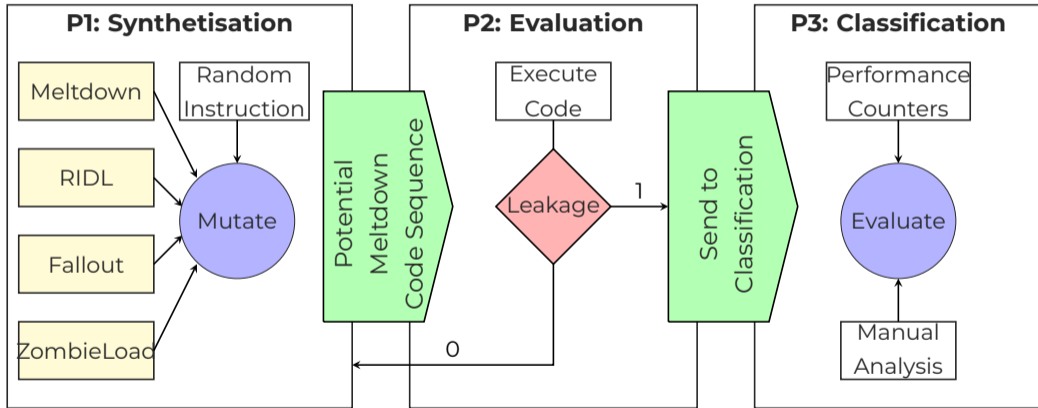 P1: Synthetisation
Meltdown
RIDL
Fallout
ZombieLoad
Random
Instruction
Mutate
Potential
Meltdown
Code Sequence
P2: Evaluation
Execute
Code
Leakage
1
0
Send to
Classification
P3: Classification
Performance
Counters
Evaluate
Manual
Analysis